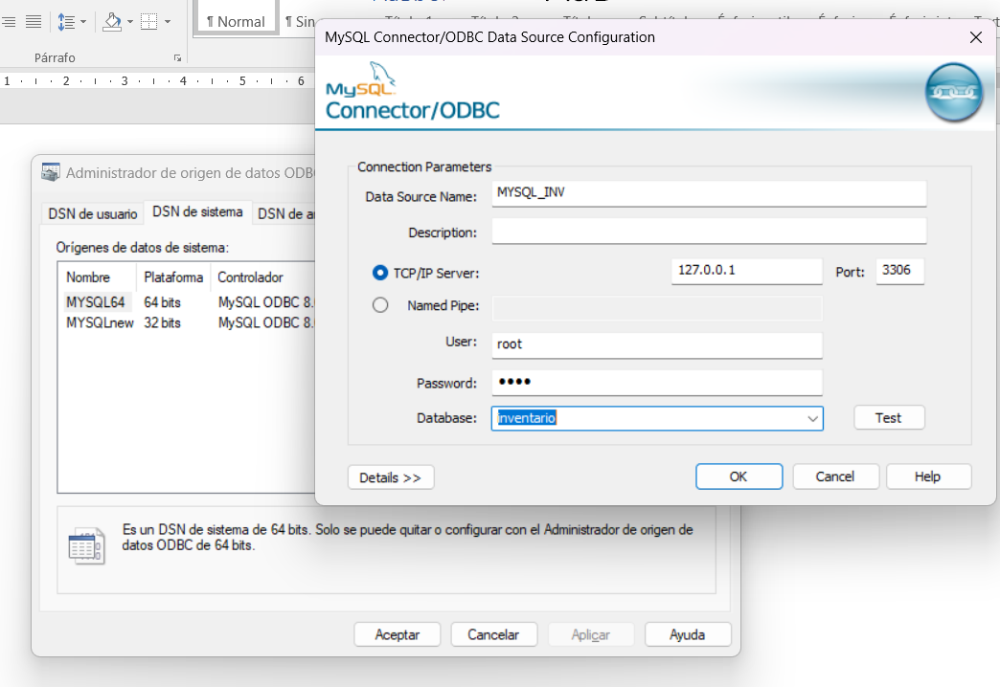 ¶ Normal
¶ Sin
Párrafo
1 · 2 · 3 · 4 · 5 · 6
MySQL Connector/ODBC Data Source Configuration
MySQL
Connector/ODBC
Connection Parameters
Data Source Name: MYSQL_INV
Description:
TCP/IP Server: 127.0.0.1 Port: 3306
Named Pipe:
User: root
Password: ●●●●
Database: inventario
Test
Details >> OK Cancel Help
Administrador de origen de datos ODBC
DSN de usuario DSN de sistema DSN de a
Orígenes de datos de sistema:
Nombre Plataforma Controlador
MYSQL64 64 bits MySQL ODBC 8.
MYSQLnew 32 bits MySQL ODBC 8.
Es un DSN de sistema de 64 bits. Solo se puede quitar o configurar con el Administrador de origen de
datos ODBC de 64 bits.
Aceptar Cancelar Aplicar Ayuda